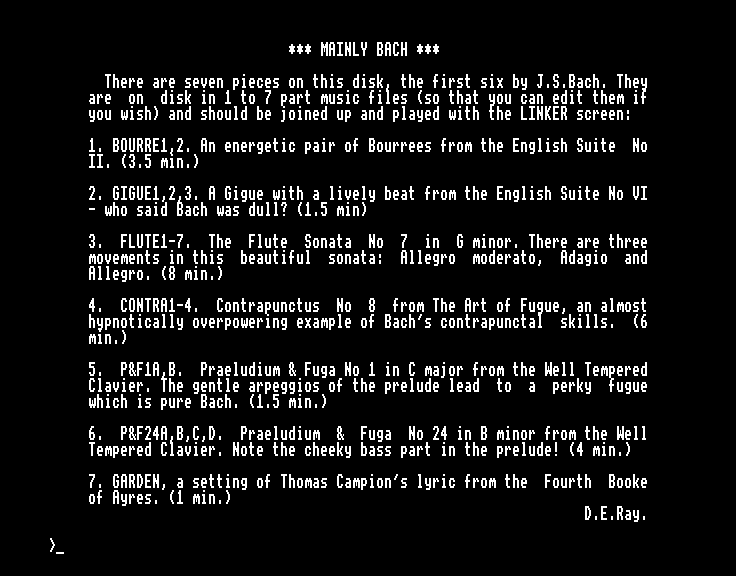 *** MAINLY BACH ***
There are seven pieces on this disk, the first six by J.S.Bach. They
are  on  disk in 1 to 7 part music files (so that you can edit them if
you wish) and should be joined up and played with the LINKER screen:
1. BOURRE1,2. An energetic pair of Bourrees from the English Suite  No
II. (3.5 min.)
2. GIGUE1,2,3. A Gigue with a lively beat from the English Suite No VI
- who said Bach was dull? (1.5 min)
3.  FLUTE1-7.  The  Flute  Sonata  No  7  in  G minor. There are three
movements in this  beautiful  sonata:  Allegro  moderato,  Adagio  and
Allegro. (8 min.)
4.  CONTRA1-4.  Contrapunctus  No  8  from The Art of Fugue, an almost
hypnotically overpowering example of Bach's contrapunctal  skills.  (6
min.)
5.  P&F1A,B.  Praeludium & Fuga No 1 in C major from the Well Tempered
Clavier. The gentle arpeggios of the prelude lead  to  a  perky  fugue
which is pure Bach. (1.5 min.)
6.  P&F24A,B,C,D.  Praeludium  &  Fuga  No 24 in B minor from the Well
Tempered Clavier. Note the cheeky bass part in the prelude! (4 min.)
7. GARDEN, a setting of Thomas Campion's lyric from the  Fourth  Booke
of Ayres. (1 min.)
D.E.Ray.
>_